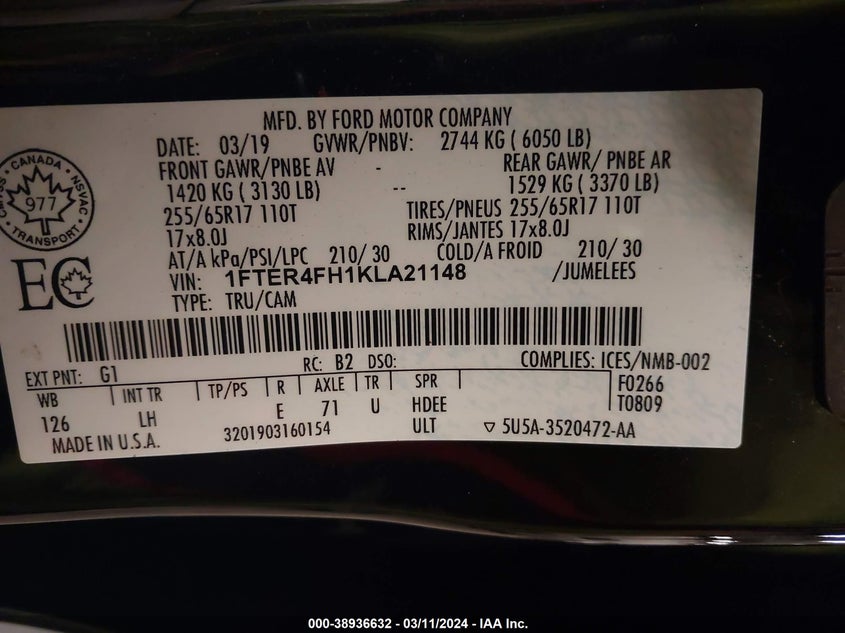 MFD. BY FORD MOTOR COMPANY
DATE: 03/19 GVWR/PNBV: 2744 KG ( 6050 LB)
FRONT GAWR/PNBE AV - REAR GAWR/ PNBE AR
1420 KG ( 3130 LB) -- 1529 KG ( 3370 LB)
255/65R17 110T TIRES/PNEUS 255/65R17 110T
17x8.0J RIMS/JANTES 17x8.0J
AT/A kPa/PSI/LPC 210/ 30 COLD/A FROID 210/ 30
VIN: 1FTER4FH1KLA21148 /JUMELEES
TYPE: TRU/CAM
CANADA
NSVAC
977
TRANSPORT
EC
EXT PNT: G1 RC: B2 DSO: COMPLIES: ICES/NMB-002
WB INT TR TP/PS R AXLE TR SPR F0266
126 LH E 71 U HDEE T0809
MADE IN U.S.A. 3201903160154 ULT 5U5A-3520472-AA
000-38936632 - 03/11/2024 - IAA Inc.